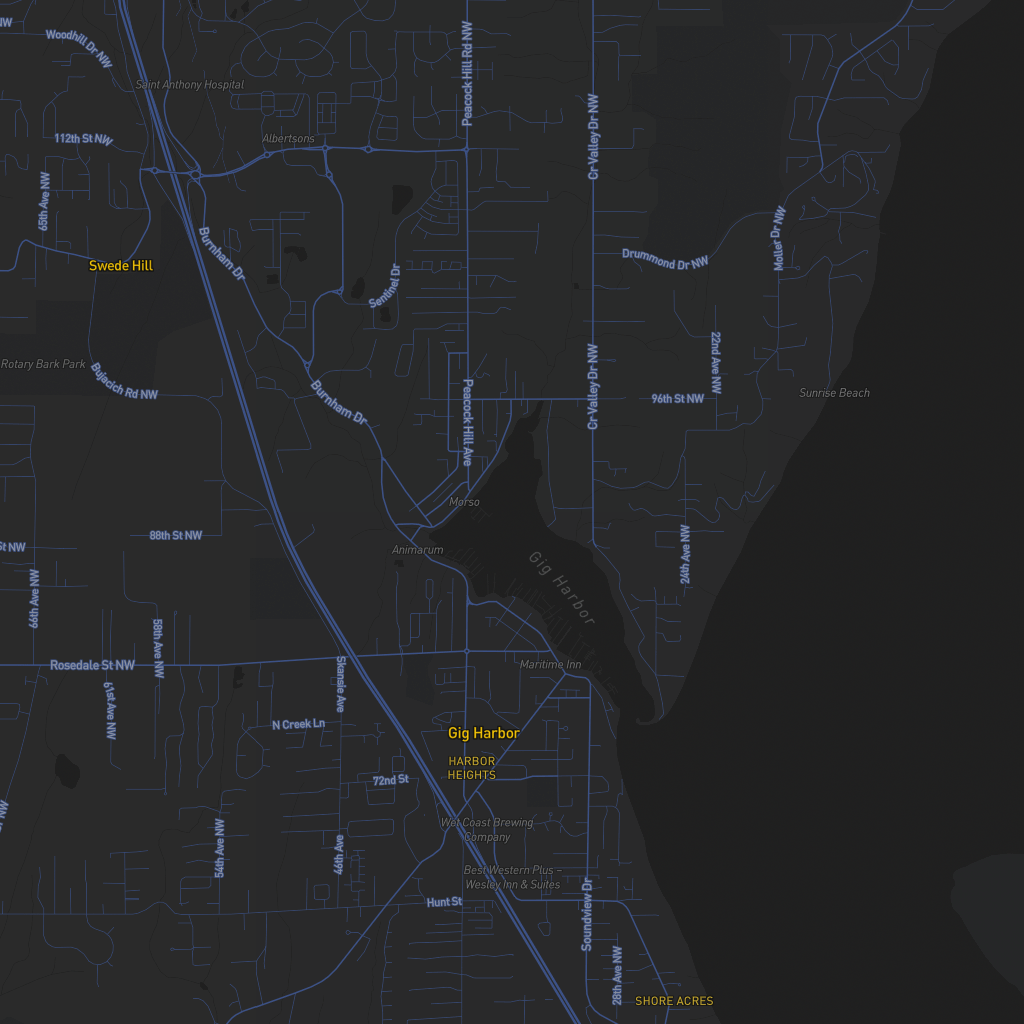 NW
Woodhill Dr NW
Peacock Hill Rd NW
Saint Anthony Hospital
Cr Valley Dr NW
112th St NW
Albertsons
65th Ave NW
Burnham Dr
Moller Dr NW
Drummond Dr NW
Swede Hill
Sentinel Dr
22nd Ave NW
Rotary Bark Park
Bujacich Rd NW
Burnham Dr
Peacock Hill Ave
Cr Valley Dr NW
96th St NW
Sunrise Beach
Morso
88th St NW
St NW
Animarum
24th Ave NW
Gig Harbor
66th Ave NW
58th Ave NW
Rosedale St NW
Skansie Ave
Maritime Inn
61st Ave NW
N Creek Ln
Gig Harbor
HARBOR
HEIGHTS
72nd St
NW
Wet Coast Brewing
Company
54th Ave NW
46th Ave
Best Western Plus –
Wesley Inn & Suites
Hunt St
Soundview Dr
28th Ave NW
SHORE ACRES